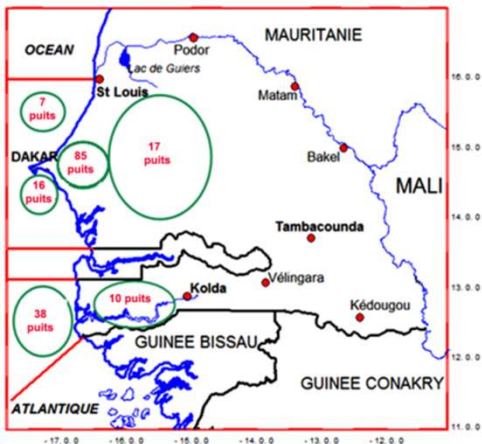 OCEAN
MAURITANIE
Podor
Lac de Guiers
St Louis
16.0 0.
Matam
7
puits
DAKAR
85
puits
17
puits
Bakel
15.0 0.
MALI
16
puits
14.0 0.
Tambacounda
Vélingara
13.0 0.
10 puits
Kolda
38
puits
Kédougou
GUINEE BISSAU
12.0 0.
GUINEE CONAKRY
ATLANTIQUE
11.0 0.
-17.0 0. -16.0 0. -15.0 0. -14.0 0. -13.0 0. -12.0 0.